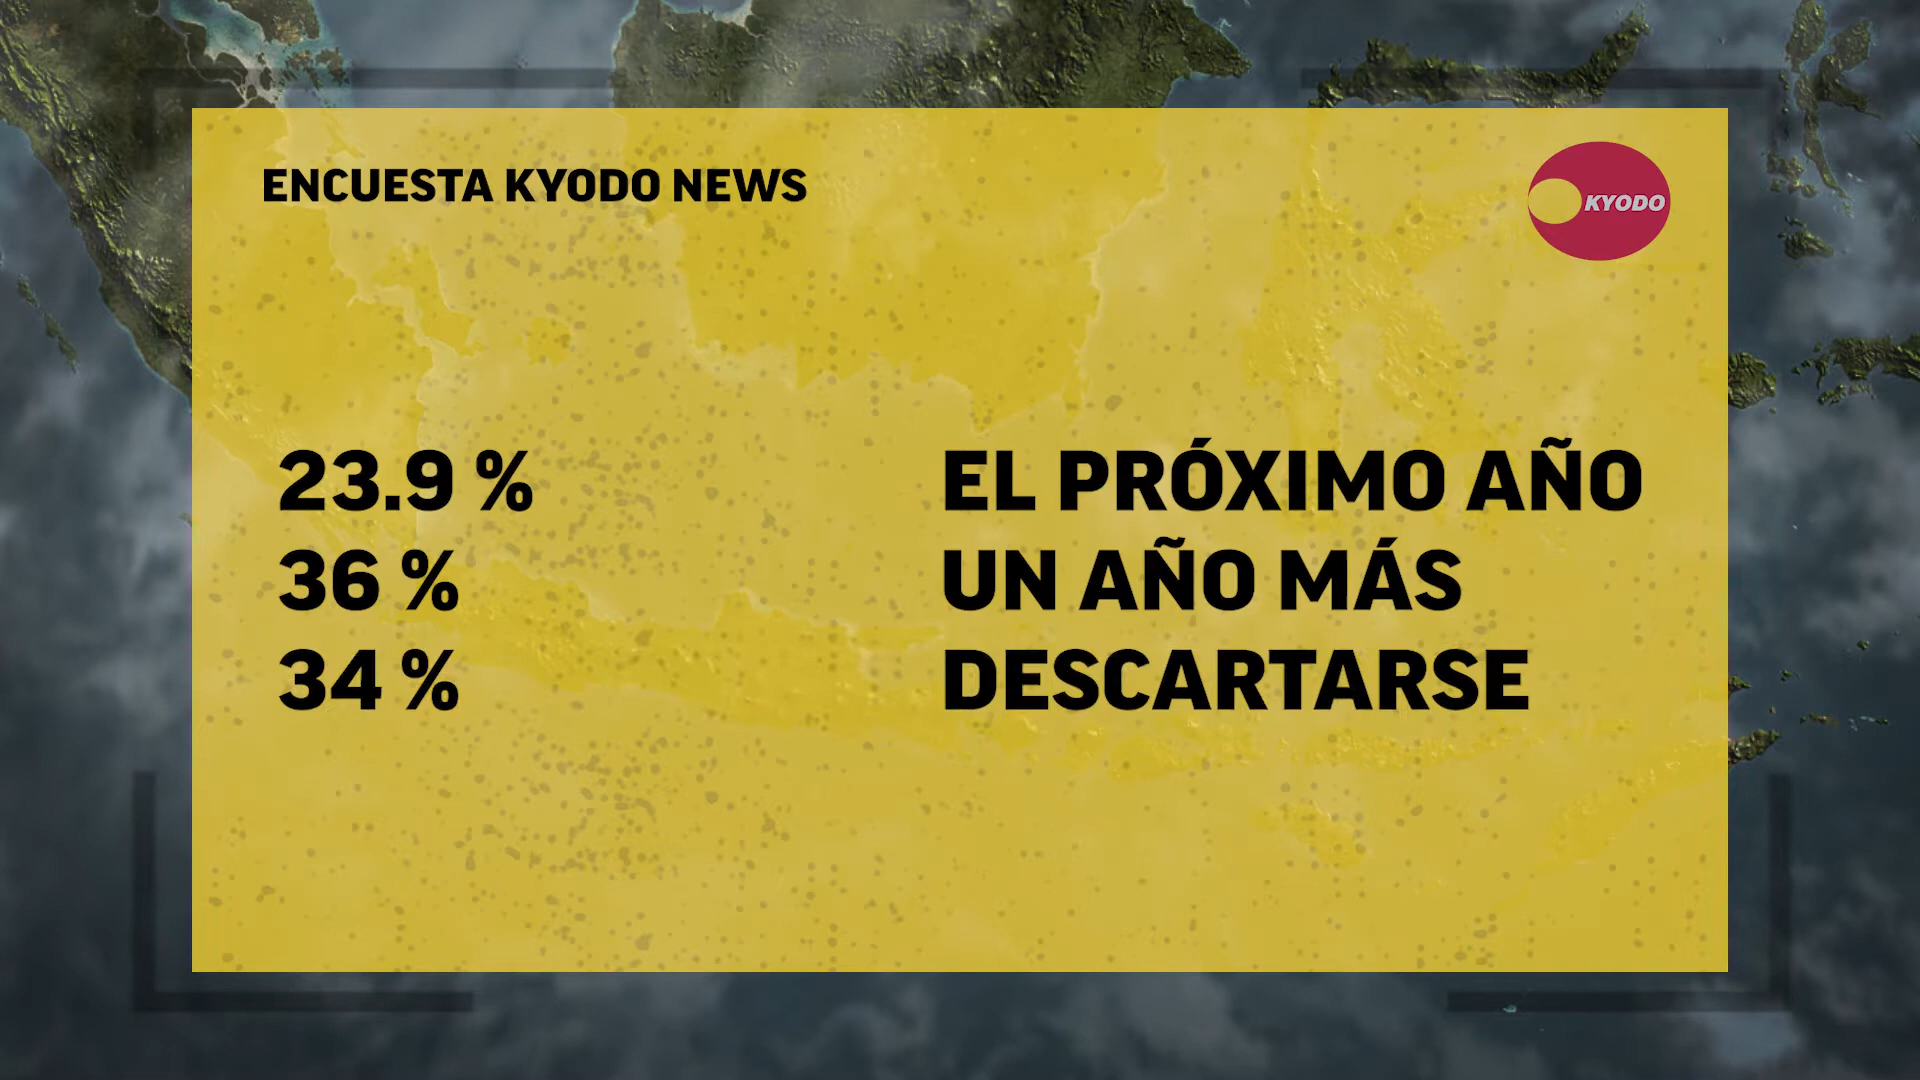 ENCUESTA KYODO NEWS
KYODO
23.9 % EL PRÓXIMO AÑO
36 % UN AÑO MÁS
34 % DESCARTARSE